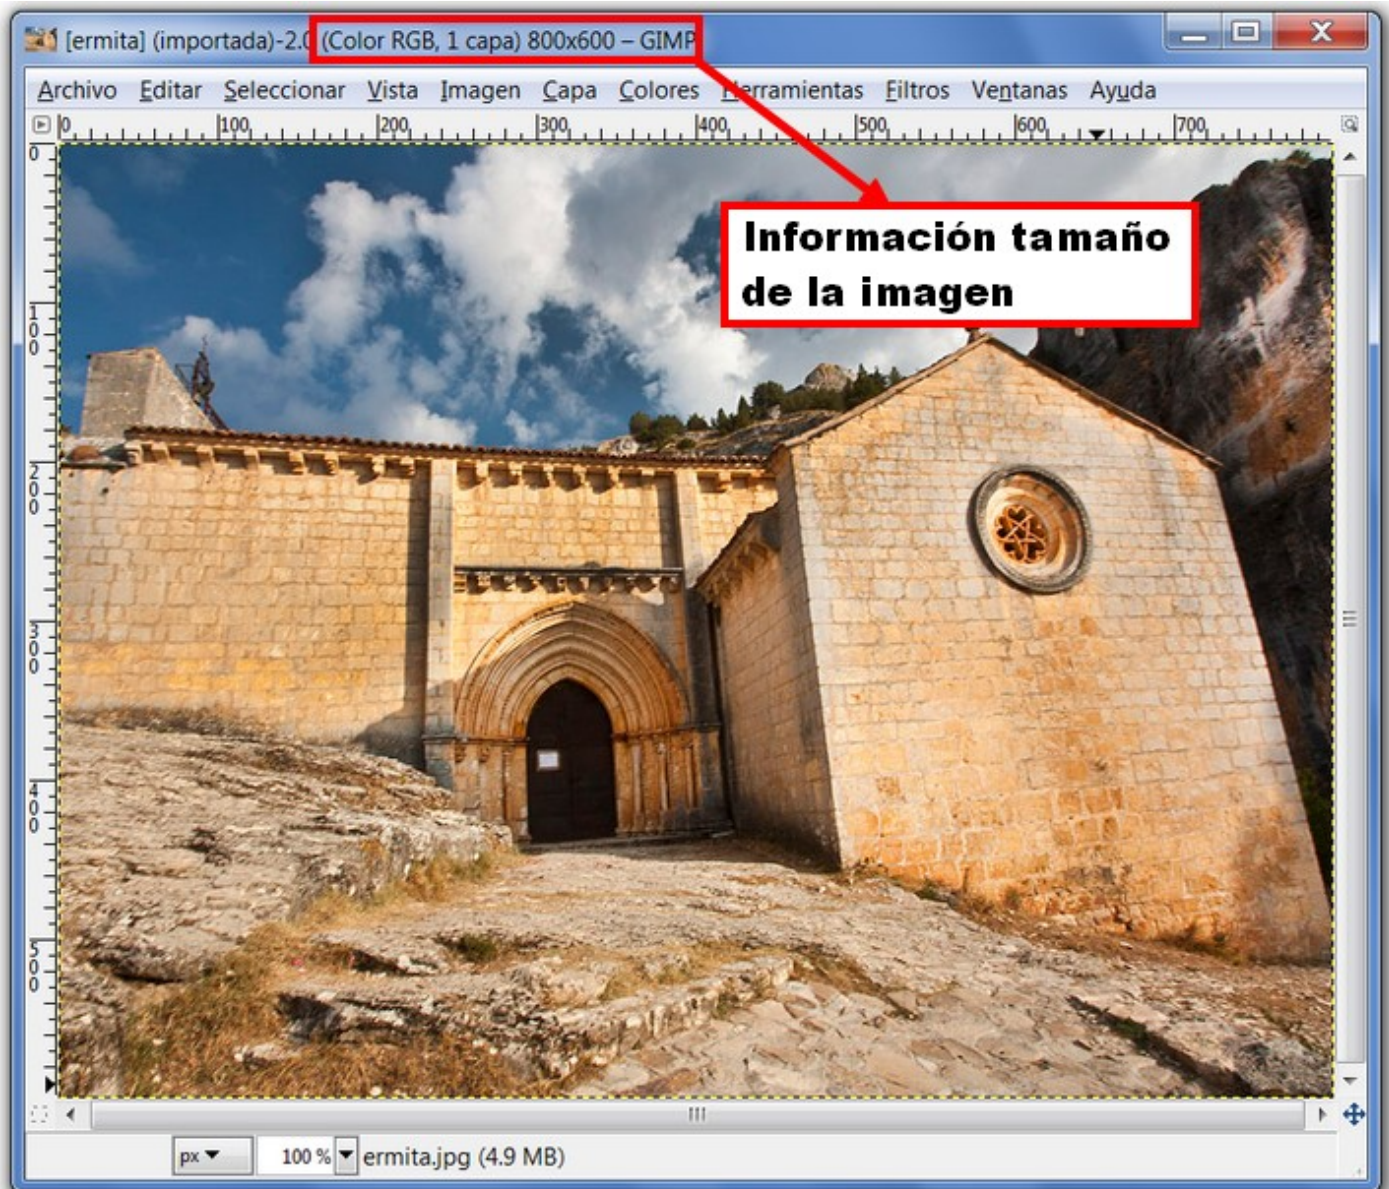 [ermita] (importada)-2.0 (Color RGB, 1 capa) 800x600 – GIMP
Archivo Editar Seleccionar Vista Imagen Capa Colores Herramientas Filtros Ventanas Ayuda
0 100 200 300 400 500 600 700
0
100
200
300
400
500
Información tamaño
de la imagen
px 100 % ermita.jpg (4.9 MB)